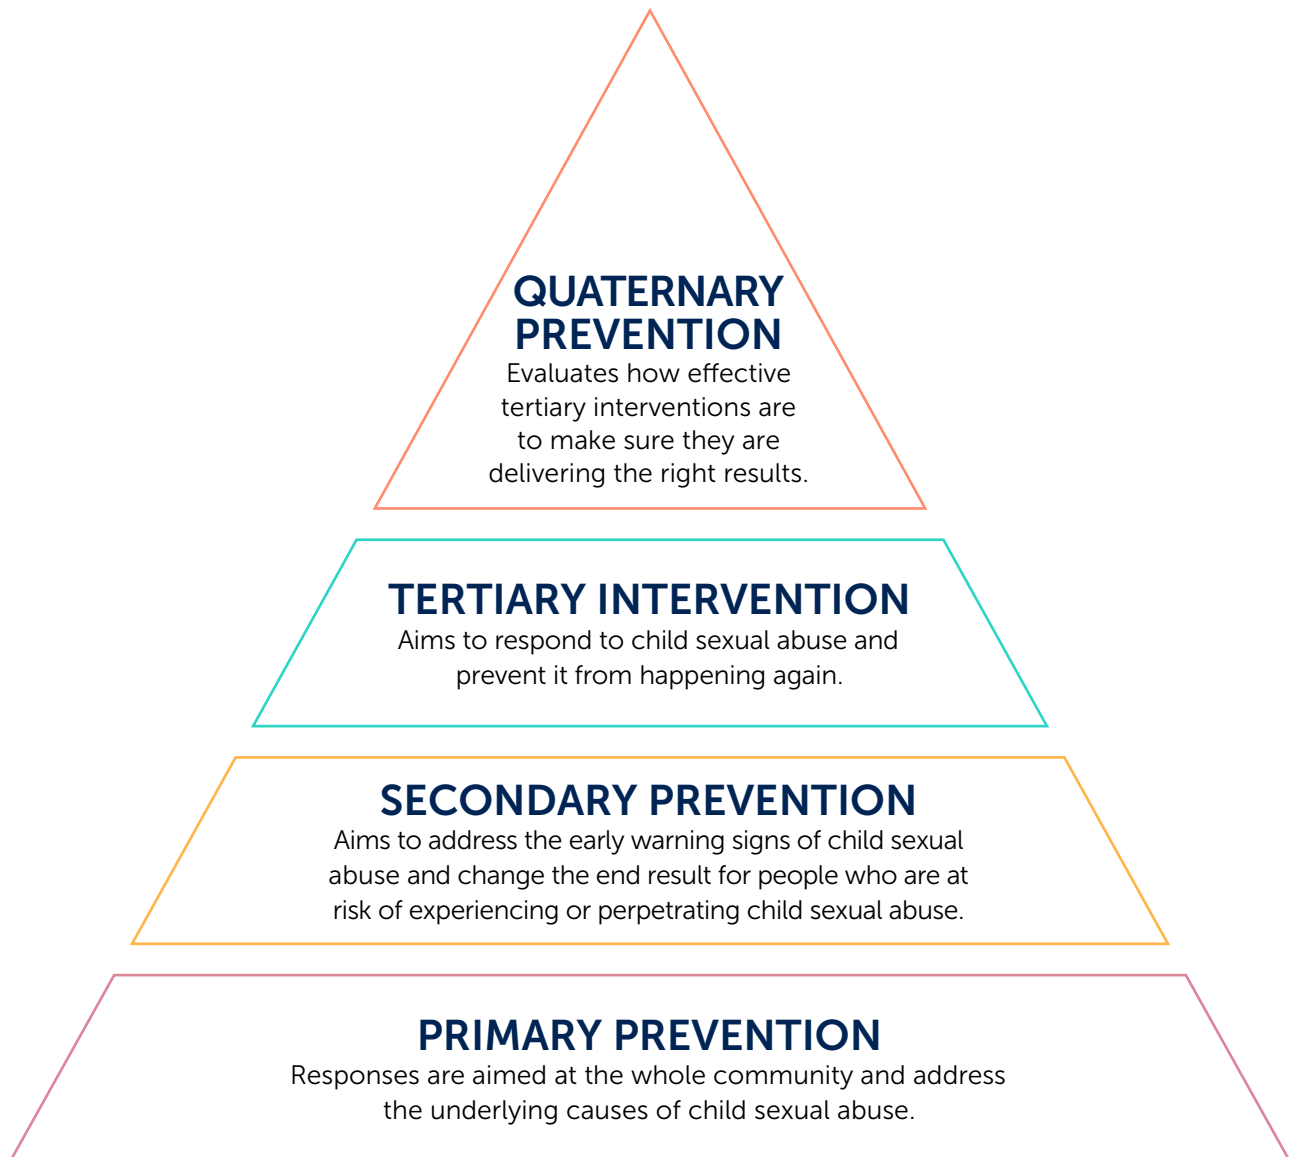 QUATERNARY
PREVENTION
Evaluates how effective
tertiary interventions are
to make sure they are
delivering the right results.
TERTIARY INTERVENTION
Aims to respond to child sexual abuse and
prevent it from happening again.
SECONDARY PREVENTION
Aims to address the early warning signs of child sexual
abuse and change the end result for people who are at
risk of experiencing or perpetrating child sexual abuse.
PRIMARY PREVENTION
Responses are aimed at the whole community and address
the underlying causes of child sexual abuse.